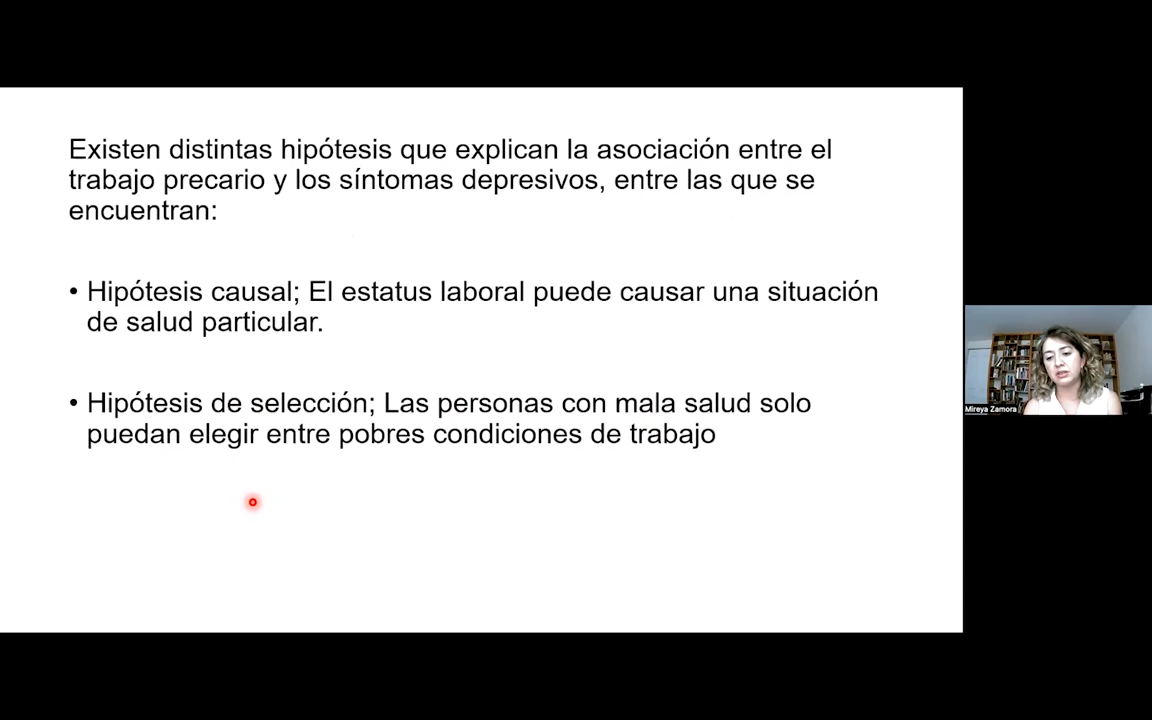 Existen distintas hipótesis que explican la asociación entre el
trabajo precario y los síntomas depresivos, entre las que se
encuentran:
• Hipótesis causal; El estatus laboral puede causar una situación
de salud particular.
• Hipótesis de selección; Las personas con mala salud solo
puedan elegir entre pobres condiciones de trabajo
Mireya Zamora